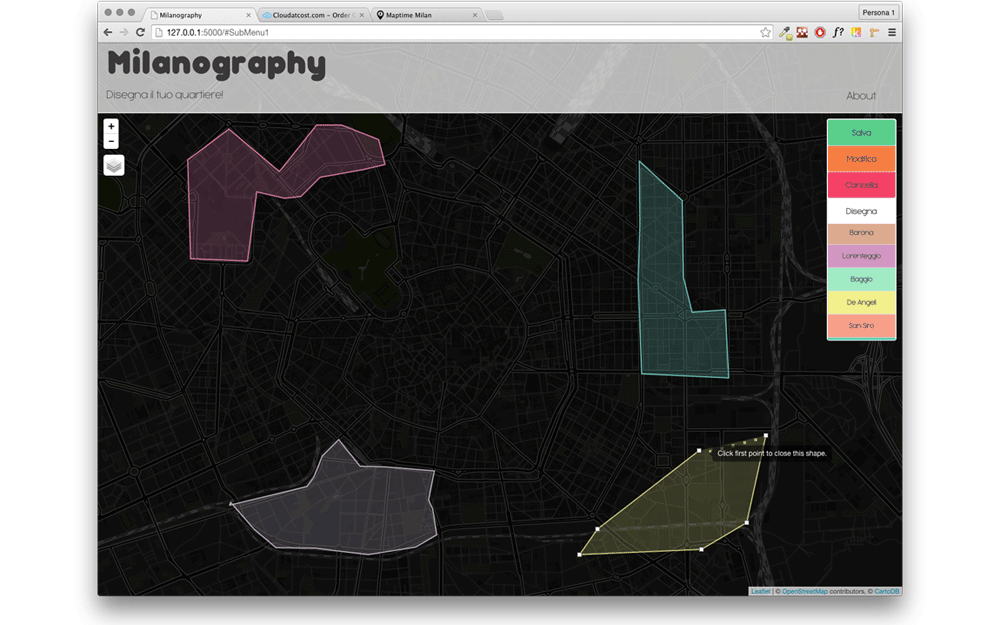 Milanography
Cloudatcost.com – Order
Maptime Milan
Persona 1
127.0.0.1:5000/#SubMenu1
f?
Milanography
Disegna il tuo quartiere!
About
+
-
Salva
Modifica
Cancella
Disegna
Barona
Lorenteggio
Baggio
De Angeli
San Siro
Click first point to close this shape.
Leaflet | © OpenStreetMap contributors, © CartoDB